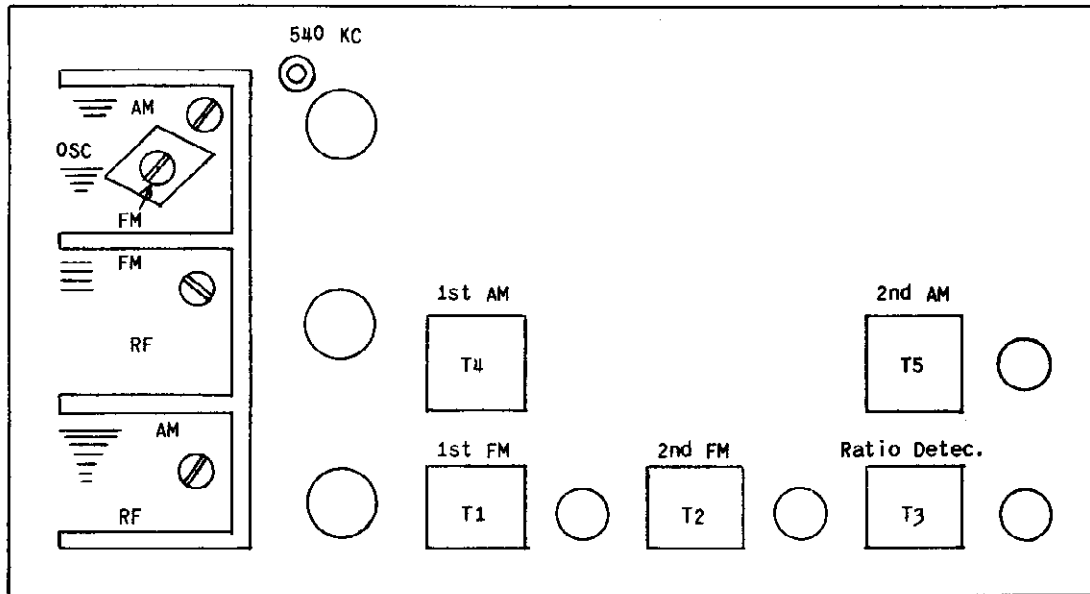 540 KC
AM
OSC
FM
FM
RF
AM
RF
1st AM
T4
2nd AM
T5
1st FM
T1
2nd FM
T2
Ratio Detec.
T3